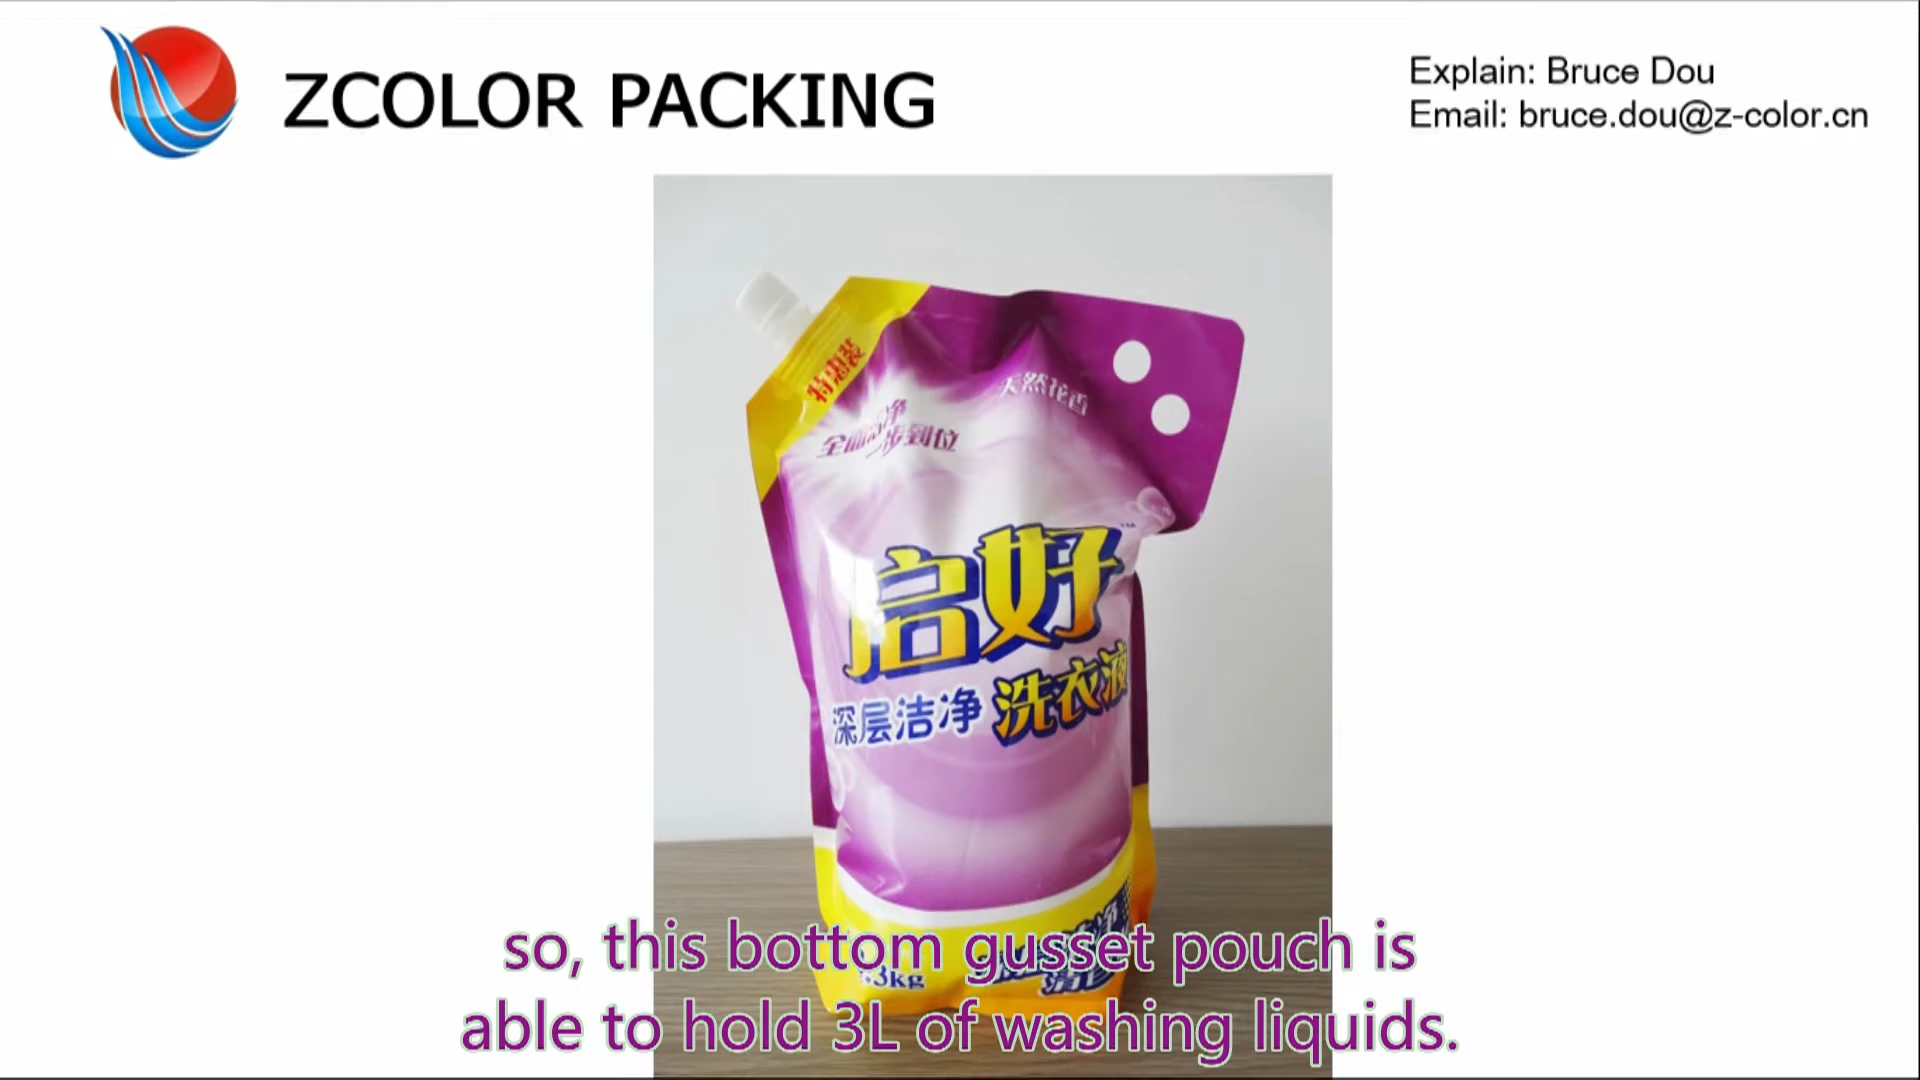 ZCOLOR PACKING
Explain: Bruce Dou
Email: bruce.dou@z-color.cn
特惠装
天然花香
全面洁净
一步到位
启好
TM
深层洁净 洗衣液
3kg
so, this bottom gusset pouch is
able to hold 3L of washing liquids.